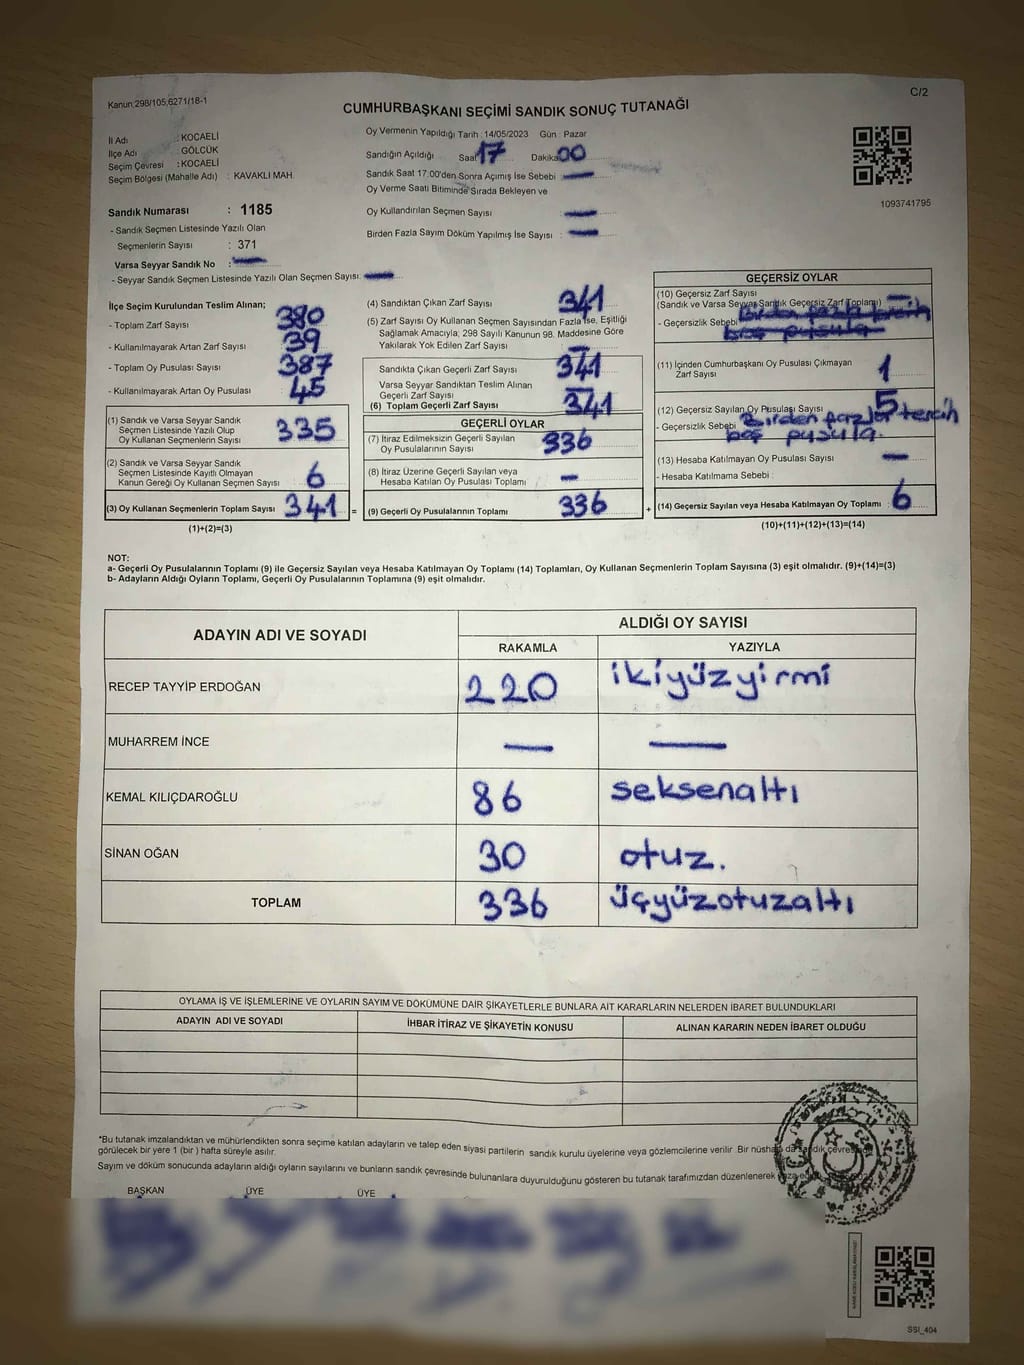 Kanun,298/105;6271/18-1
C/2
CUMHURBAŞKANI SEÇİMİ SANDIK SONUÇ TUTANAĞI
İl Adı : KOCAELİ
İlçe Adı : GÖLCÜK
Seçim Çevresi : KOCAELİ
Seçim Bölgesi (Mahalle Adı) : KAVAKLI MAH.
Sandık Numarası : 1185
- Sandık Seçmen Listesinde Yazılı Olan
Seçmenlerin Sayısı : 371
Varsa Seyyar Sandık No : —
- Seyyar Sandık Seçmen Listesinde Yazılı Olan Seçmen Sayısı: —
Oy Vermenin Yapıldığı Tarih :14/05/2023 Gün : Pazar
Sandığın Açıldığı Saat 17 Dakika 00
Sandık Saat 17.00'den Sonra Açımış İse Sebebi : —
Oy Verme Saati Bitiminde Sırada Bekleyen ve
Oy Kullandırılan Seçmen Sayısı : —
Birden Fazla Sayım Döküm Yapılmış İse Sayısı : —
1093741795
İlçe Seçim Kurulundan Teslim Alınan;
- Toplam Zarf Sayısı 380
- Kullanılmayarak Artan Zarf Sayısı 39
- Toplam Oy Pusulası Sayısı 387
- Kullanılmayarak Artan Oy Pusulası 45
(1) Sandık ve Varsa Seyyar Sandık
Seçmen Listesinde Yazılı Olup
Oy Kullanan Seçmenlerin Sayısı 335
(2) Sandık ve Varsa Seyyar Sandık
Seçmen Listesinde Kayıtlı Olmayan
Kanun Gereği Oy Kullanan Seçmen Sayısı 6
(3) Oy Kullanan Seçmenlerin Toplam Sayısı 341 =
(1)+(2)=(3)
(4) Sandıktan Çıkan Zarf Sayısı 341
(5) Zarf Sayısı Oy Kullanan Seçmen Sayısından Fazla İse, Eşitliği
Sağlamak Amacıyla; 298 Sayılı Kanunun 98. Maddesine Göre
Yakılarak Yok Edilen Zarf Sayısı —
Sandıkta Çıkan Geçerli Zarf Sayısı 341
Varsa Seyyar Sandıktan Teslim Alınan
Geçerli Zarf Sayısı —
(6) Toplam Geçerli Zarf Sayısı 341
GEÇERLİ OYLAR
(7) İtiraz Edilmeksizin Geçerli Sayılan
Oy Pusulalarının Sayısı 336
(8) İtiraz Üzerine Geçerli Sayılan veya
Hesaba Katılan Oy Pusulası Toplamı —
(9) Geçerli Oy Pusulalarının Toplamı 336 +
GEÇERSİZ OYLAR
(10) Geçersiz Zarf Sayısı
(Sandık ve Varsa Seyyar Sandık Geçersiz Zarf Toplamı) —
- Geçersizlik Sebebi Birden fazla tercih
boş pusula
(11) İçinden Cumhurbaşkanı Oy Pusulası Çıkmayan
Zarf Sayısı 1
(12) Geçersiz Sayılan Oy Pusulası Sayısı 5
- Geçersizlik Sebebi Birden fazla tercih
boş pusula.
(13) Hesaba Katılmayan Oy Pusulası Sayısı —
- Hesaba Katılmama Sebebi :
(14) Geçersiz Sayılan veya Hesaba Katılmayan Oy Toplamı : 6
(10)+(11)+(12)+(13)=(14)
NOT:
a- Geçerli Oy Pusulalarının Toplamı (9) ile Geçersiz Sayılan veya Hesaba Katılmayan Oy Toplamı (14) Toplamları, Oy Kullanan Seçmenlerin Toplam Sayısına (3) eşit olmalıdır. (9)+(14)=(3)
b- Adayların Aldığı Oyların Toplamı, Geçerli Oy Pusulalarının Toplamına (9) eşit olmalıdır.
ADAYIN ADI VE SOYADI ALDIĞI OY SAYISI
RAKAMLA YAZIYLA
RECEP TAYYİP ERDOĞAN 220 ikiyüzyirmi
MUHARREM İNCE — —
KEMAL KILIÇDAROĞLU 86 seksenaltı
SİNAN OĞAN 30 otuz.
TOPLAM 336 üçyüzotuzaltı
OYLAMA İŞ VE İŞLEMLERİNE VE OYLARIN SAYIM VE DÖKÜMÜNE DAİR ŞİKAYETLERLE BUNLARA AİT KARARLARIN NELERDEN İBARET BULUNDUKLARI
ADAYIN ADI VE SOYADI İHBAR İTİRAZ VE ŞİKAYETİN KONUSU ALINAN KARARIN NEDEN İBARET OLDUĞU
*Bu tutanak imzalandıktan ve mühürlendikten sonra seçime katılan adayların ve talep eden siyasi partilerin sandık kurulu üyelerine veya gözlemcilerine verilir. Bir nüsha da sandık çevresinde
görülecek bir yere 1 (bir ) hafta süreyle asılır.
Sayım ve döküm sonucunda adayların aldığı oyların sayılarını ve bunların sandık çevresinde bulunanlara duyurulduğunu gösteren bu tutanak tarafımızdan düzenlenerek
BAŞKAN ÜYE ÜYE
SSI_404